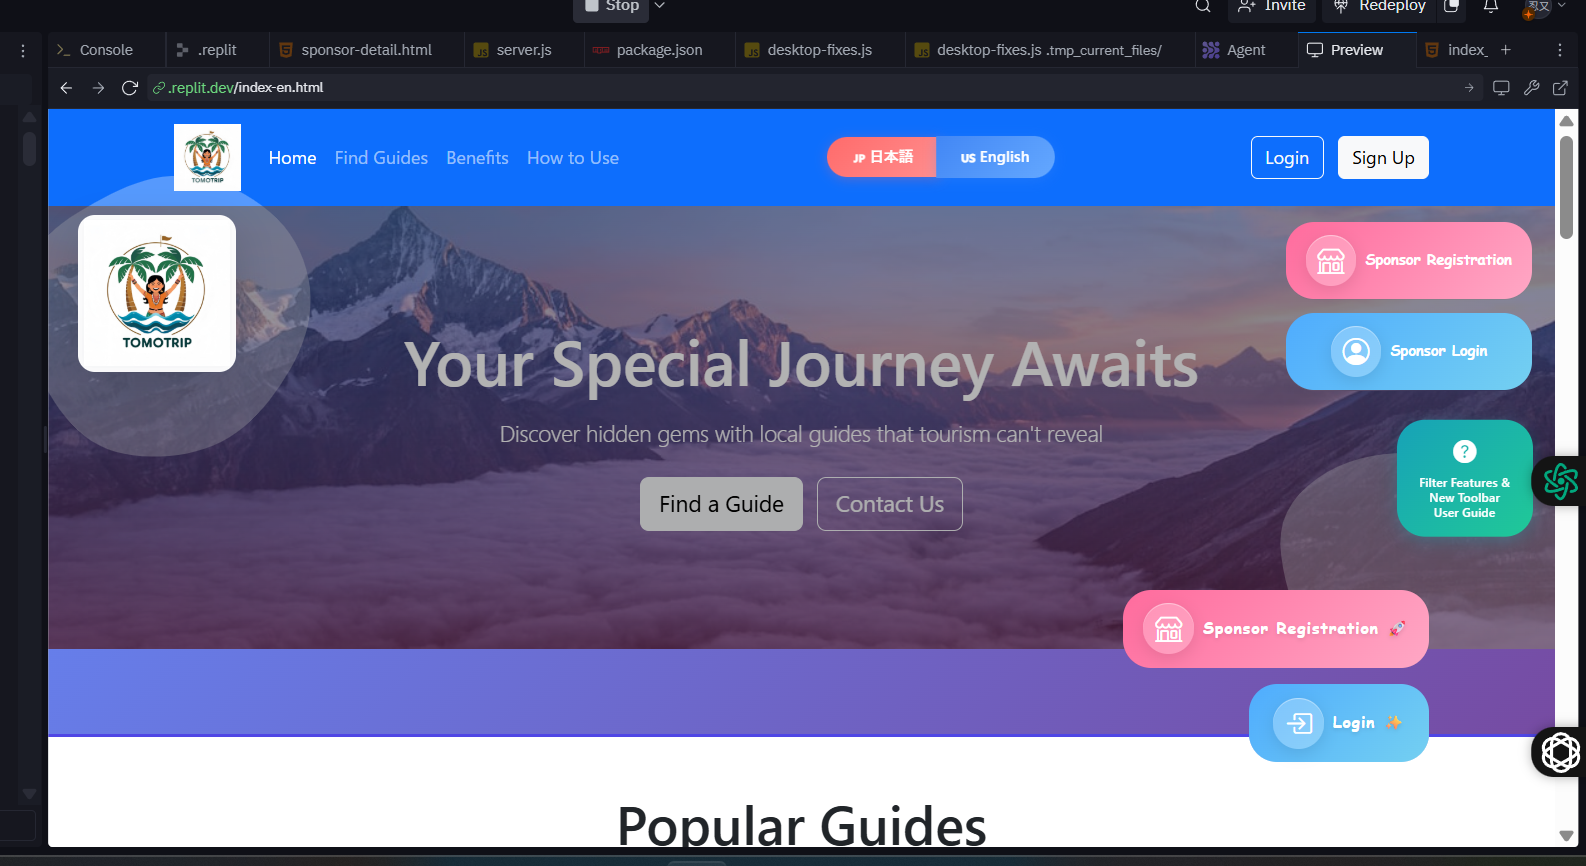 Stop
Invite
Redeploy
Console
.replit
sponsor-detail.html
server.js
package.json
desktop-fixes.js
desktop-fixes.js .tmp_current_files/
Agent
Preview
index_
.replit.dev/index-en.html
TOMOTRIP
Home
Find Guides
Benefits
How to Use
JP 日本語
US English
Login
Sign Up
TOMOTRIP
Sponsor Registration
Sponsor Login
Your Special Journey Awaits
Discover hidden gems with local guides that tourism can't reveal
Find a Guide
Contact Us
?
Filter Features &
New Toolbar
User Guide
Sponsor Registration 🚀
Login ✨
Popular Guides